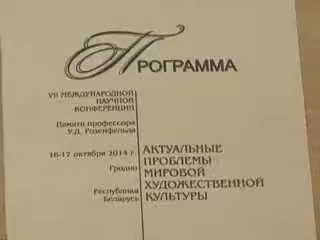 ПРОГРАММА
VII МЕЖДУНАРОДНОЙ
НАУЧНОЙ
КОНФЕРЕНЦИИ
Памяти профессора
У.Д. Розенфельда
16-17 октября 2014 г.
Гродно
Республика
Беларусь
АКТУАЛЬНЫЕ
ПРОБЛЕМЫ
МИРОВОЙ
ХУДОЖЕСТВЕННОЙ
КУЛЬТУРЫ